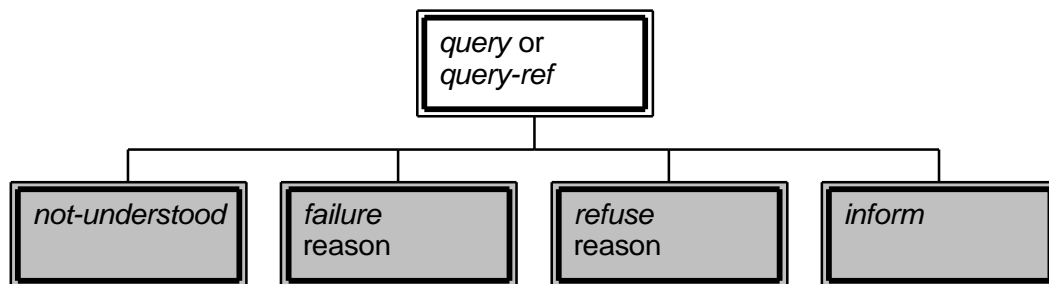 query or
query-ref
not-understood
failure
reason
refuse
reason
inform